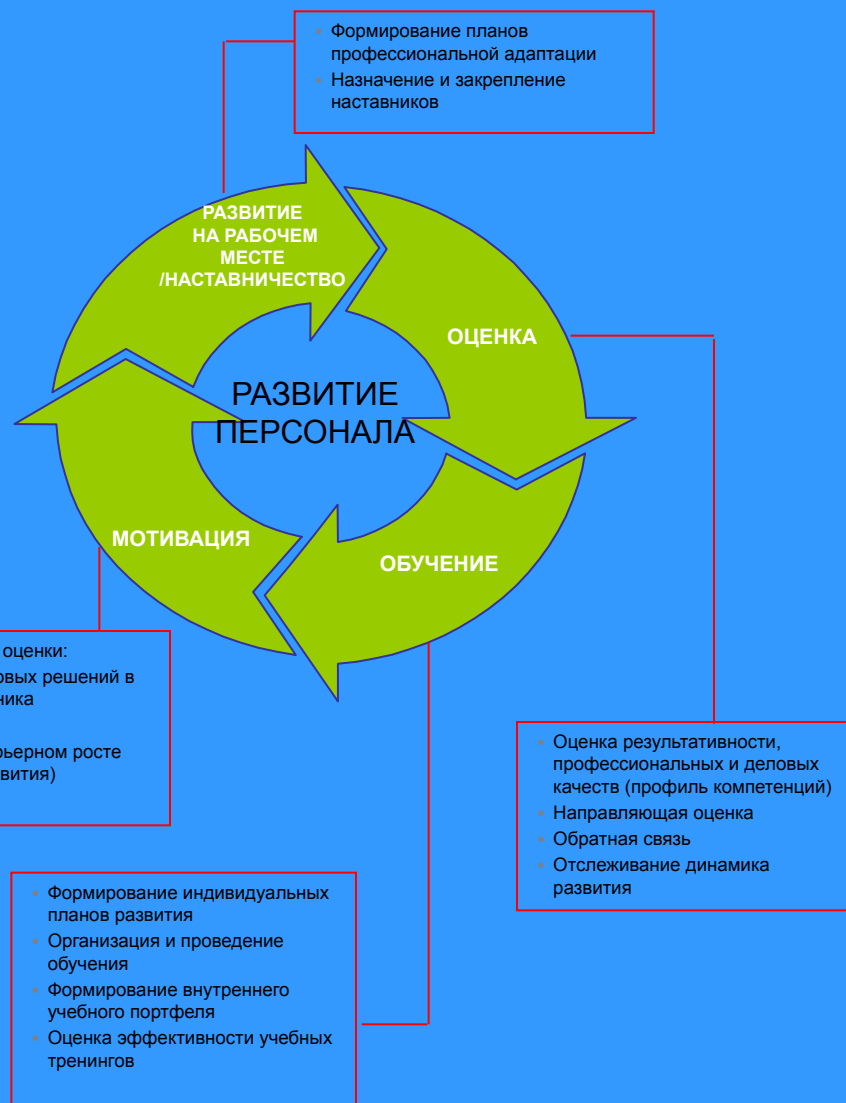 Формирование планов
профессиональной адаптации
Назначение и закрепление
наставников
РАЗВИТИЕ
НА РАБОЧЕМ
МЕСТЕ
/НАСТАВНИЧЕСТВО
ОЦЕНКА
РАЗВИТИЕ
ПЕРСОНАЛА
МОТИВАЦИЯ
ОБУЧЕНИЕ
оценки:
решений в
росте
Оценка результативности,
профессиональных и деловых
качеств (профиль компетенций)
Направляющая оценка
Обратная связь
Отслеживание динамика
развития
Формирование индивидуальных
планов развития
Организация и проведение
обучения
Формирование внутреннего
учебного портфеля
Оценка эффективности учебных
тренингов